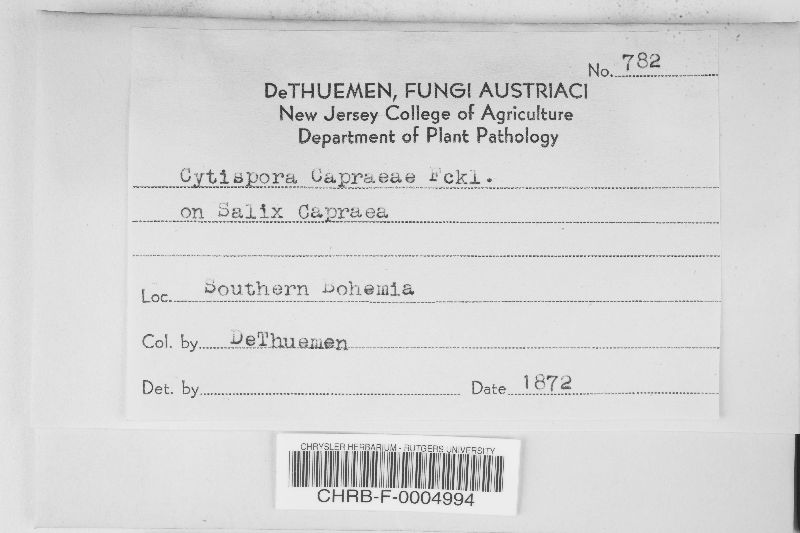 No. 782
DeTHUEMEN, FUNGI AUSTRIACI
New Jersey College of Agriculture
Department of Plant Pathology
Cytispora Capraeae Fckl.
on Salix Capraea
Loc. Southern Bohemia
Col. by DeThuemen
Det. by
Date 1872
CHRYSLER HERBARIUM - RUTGERS UNIVERSITY
CHRB-F-0004994